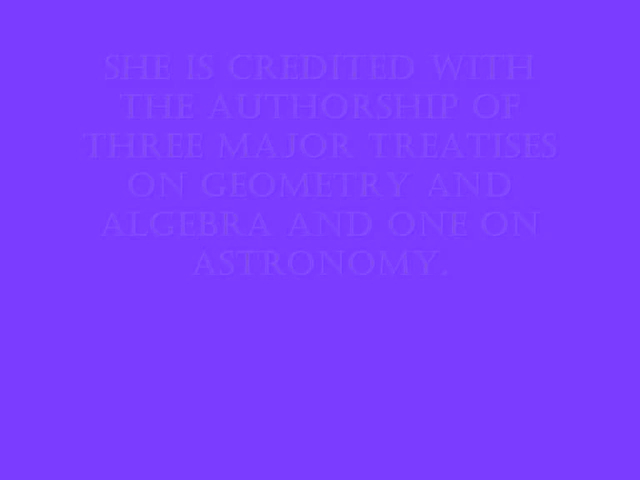 SHE IS CREDITED WITH
THE AUTHORSHIP OF
THREE MAJOR TREATISES
ON GEOMETRY AND
ALGEBRA AND ONE ON
ASTRONOMY.